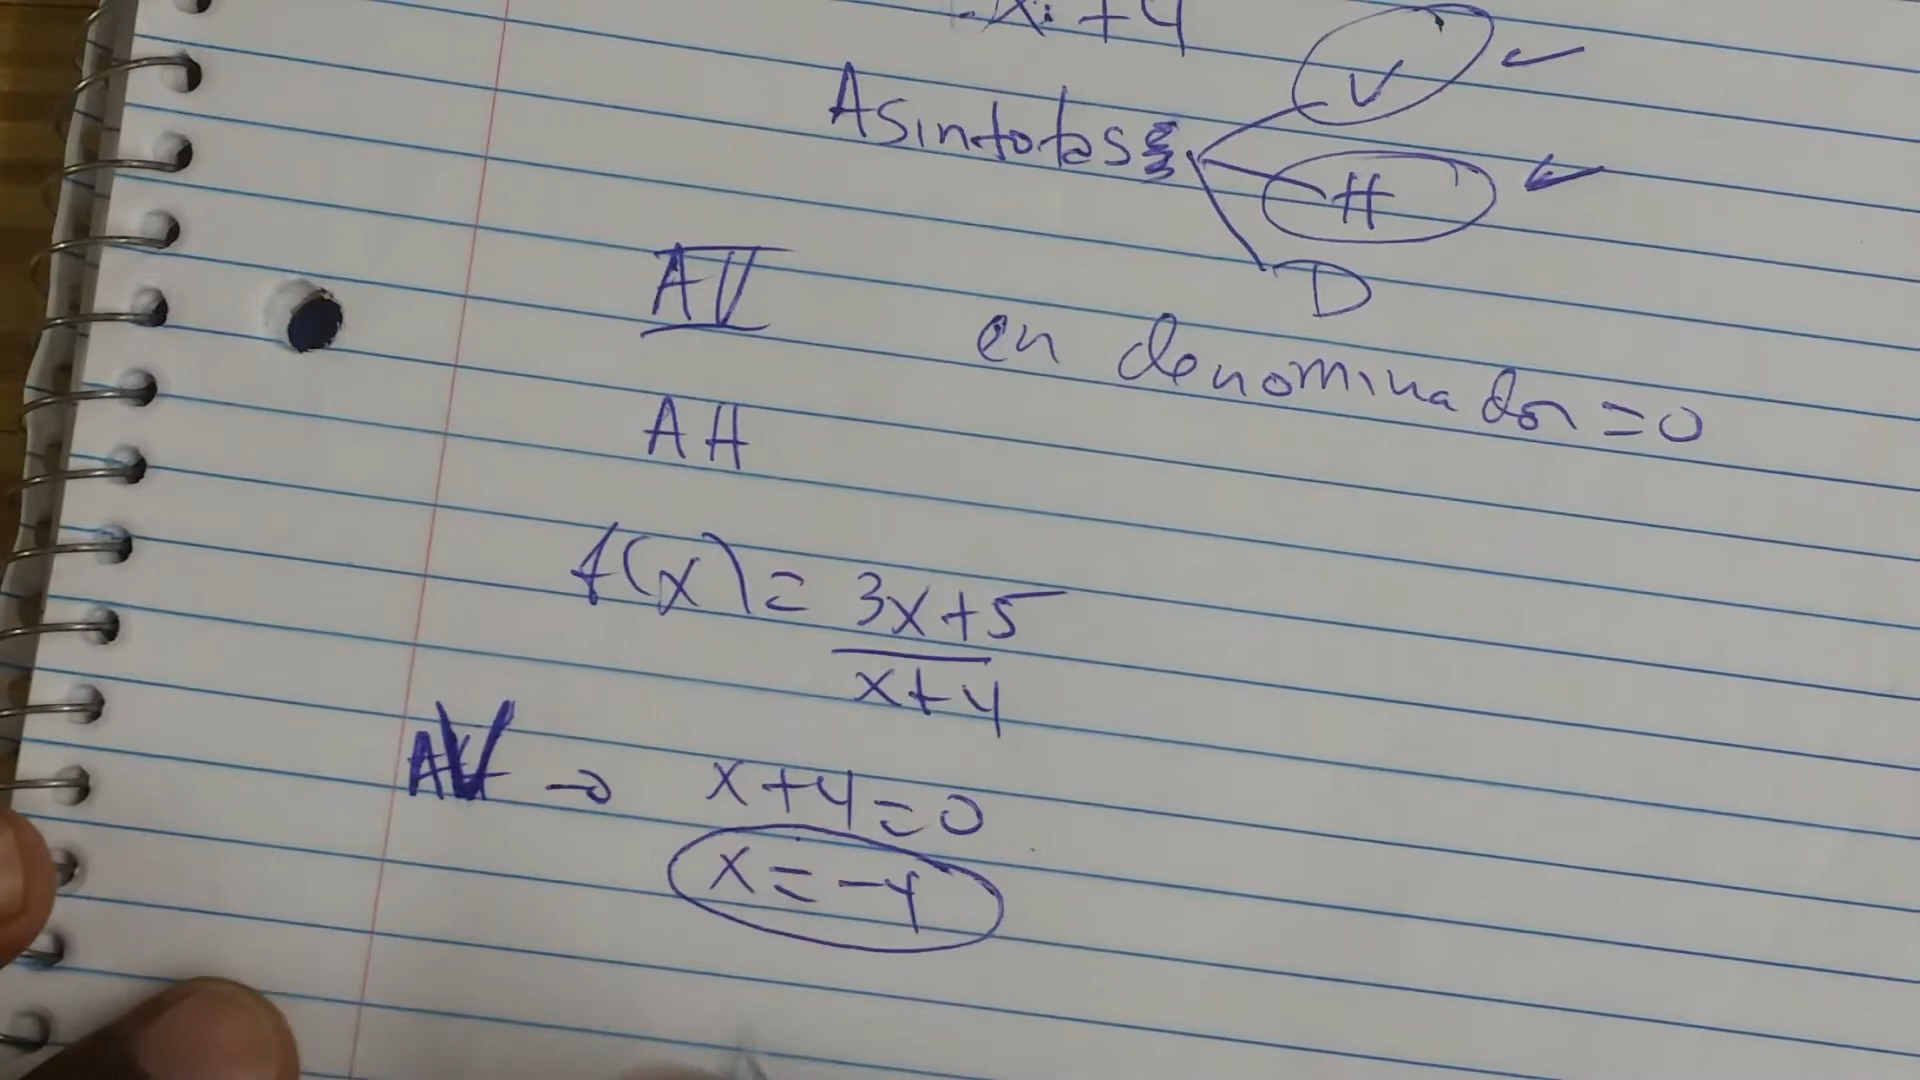 x + 4
Asintotas
V
H
D
AV en denominador = 0
AH
f(x) = 3x+5
x+4
AV → x+4=0
x = -4